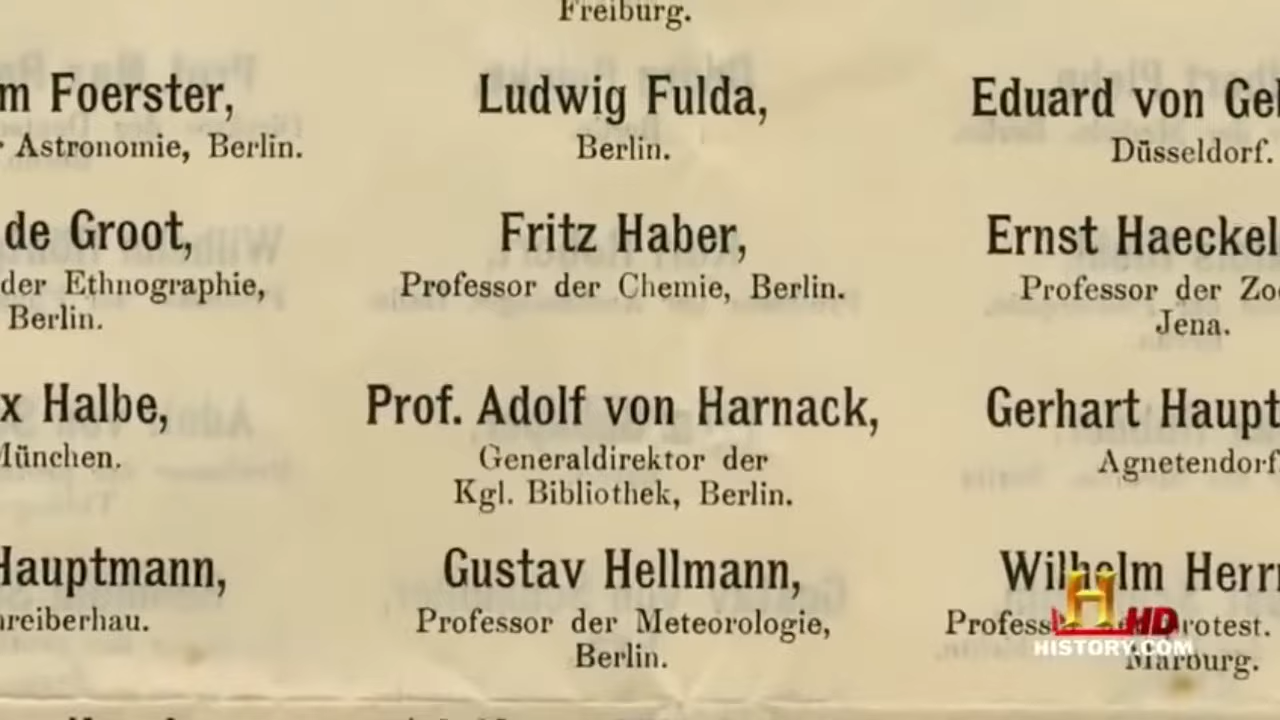 Freiburg.
m Foerster,
Astronomie, Berlin.
Ludwig Fulda,
Berlin.
Eduard von Ge
Düsseldorf.
de Groot,
der Ethnographie,
Berlin.
Fritz Haber,
Professor der Chemie, Berlin.
Ernst Haeckel
Professor der Zo
Jena.
x Halbe,
München.
Prof. Adolf von Harnack,
Generaldirektor der
Kgl. Bibliothek, Berlin.
Gerhart Haupt
Agnetendorf.
Hauptmann,
reiberhau.
Gustav Hellmann,
Professor der Meteorologie,
Berlin.
Wilhelm Herr
protest.
Marburg.
H HD
HISTORY.COM